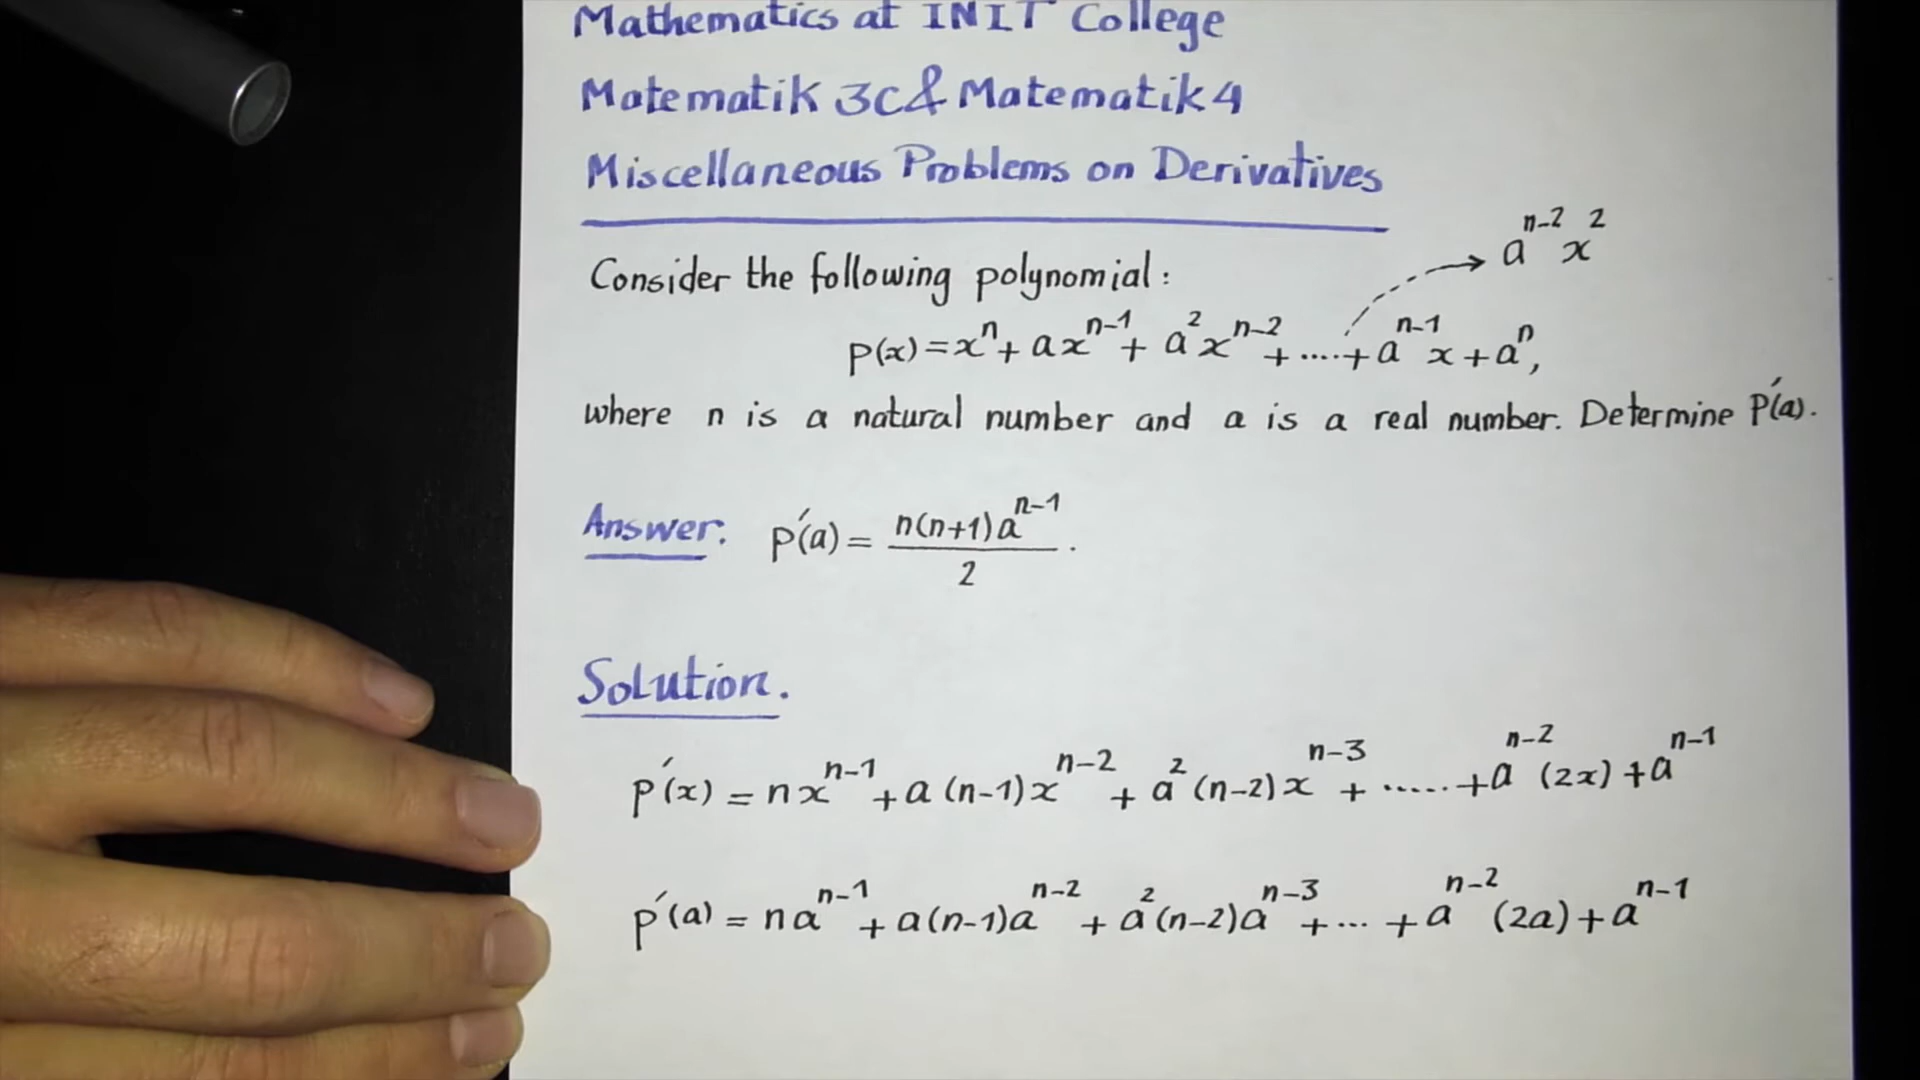 Mathematics at INIT College
Matematik 3C & Matematik 4
Miscellaneous Problems on Derivatives
Consider the following polynomial:
a^{n-2} x^2
P(x) = x^n + ax^{n-1} + a^2 x^{n-2} + .... + a^{n-1} x + a^n,
where n is a natural number and a is a real number. Determine P'(a).
Answer: P'(a) = \frac{n(n+1)a^{n-1}}{2}.
Solution.
P'(x) = nx^{n-1} + a(n-1)x^{n-2} + a^2(n-2)x^{n-3} + ...... + a^{n-2}(2x) + a^{n-1}
P'(a) = na^{n-1} + a(n-1)a^{n-2} + a^2(n-2)a^{n-3} + ... + a^{n-2}(2a) + a^{n-1}